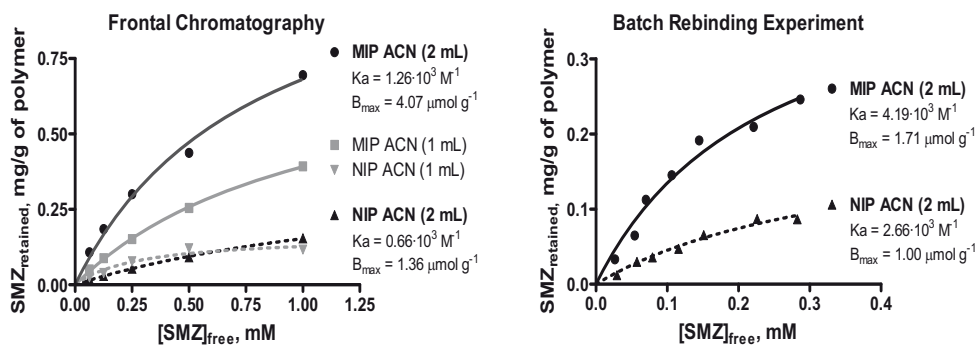 Frontal Chromatography
SMZretained, mg/g of polymer
0.75
0.50
0.25
0.00
0.00
0.25
0.50
0.75
1.00
1.25
[SMZ]free, mM
MIP ACN (2 mL)
Ka = 1.26·10³ M⁻¹
Bmax = 4.07 µmol g⁻¹
MIP ACN (1 mL)
NIP ACN (1 mL)
NIP ACN (2 mL)
Ka = 0.66·10³ M⁻¹
Bmax = 1.36 µmol g⁻¹
Batch Rebinding Experiment
SMZretained, mg/g of polymer
0.3
0.2
0.1
0.0
0.0
0.1
0.2
0.3
0.4
[SMZ]free, mM
MIP ACN (2 mL)
Ka = 4.19·10³ M⁻¹
Bmax = 1.71 µmol g⁻¹
NIP ACN (2 mL)
Ka = 2.66·10³ M⁻¹
Bmax = 1.00 µmol g⁻¹